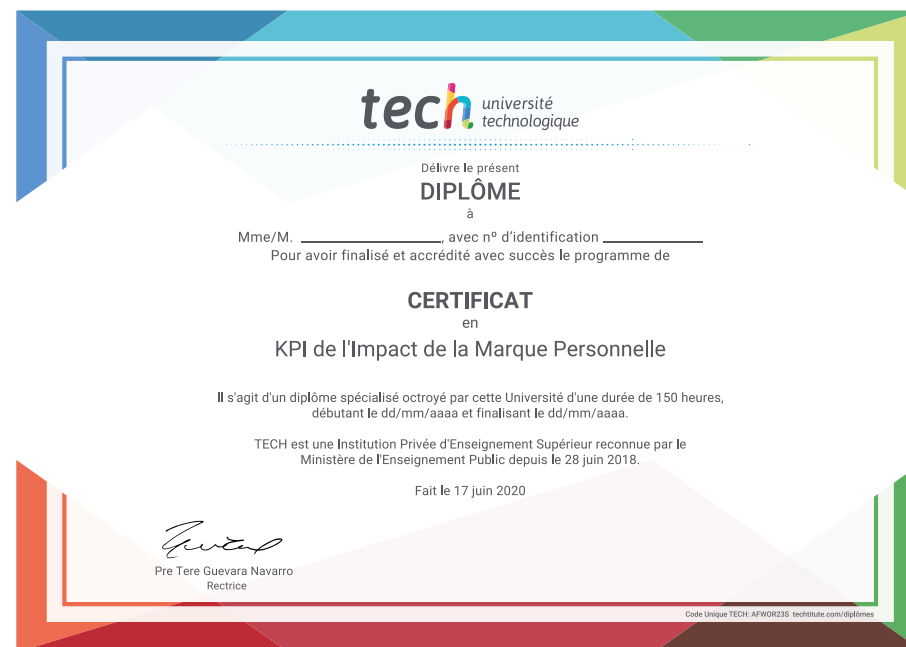 tech université
technologique
Délivre le présent
DIPLÔME
à
Mme/M. ____________________, avec nº d'identification ______________
Pour avoir finalisé et accrédité avec succès le programme de
CERTIFICAT
en
KPI de l'Impact de la Marque Personnelle
Il s'agit d'un diplôme spécialisé octroyé par cette Université d'une durée de 150 heures,
débutant le dd/mm/aaaa et finalisant le dd/mm/aaaa.
TECH est une Institution Privée d'Enseignement Supérieur reconnue par le
Ministère de l'Enseignement Public depuis le 28 juin 2018.
Fait le 17 juin 2020
Pre Tere Guevara Navarro
Rectrice
Code Unique TECH: AFWOR23S techtitute.com/diplômes